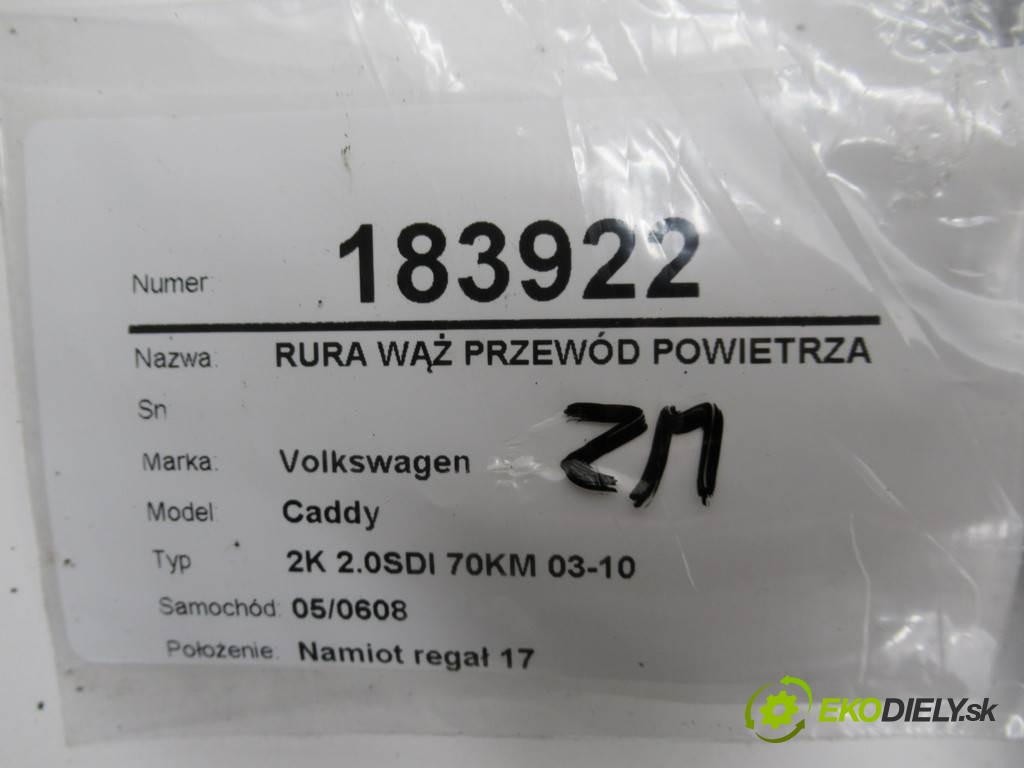 Numer: 183922
Nazwa: RURA WĄŻ PRZEWÓD POWIETRZA
Sn
Marka: Volkswagen
ZM
Model: Caddy
Typ 2K 2.0SDI 70KM 03-10
Samochód: 05/0608
Położenie: Namiot regał 17
EKODIELY.sk